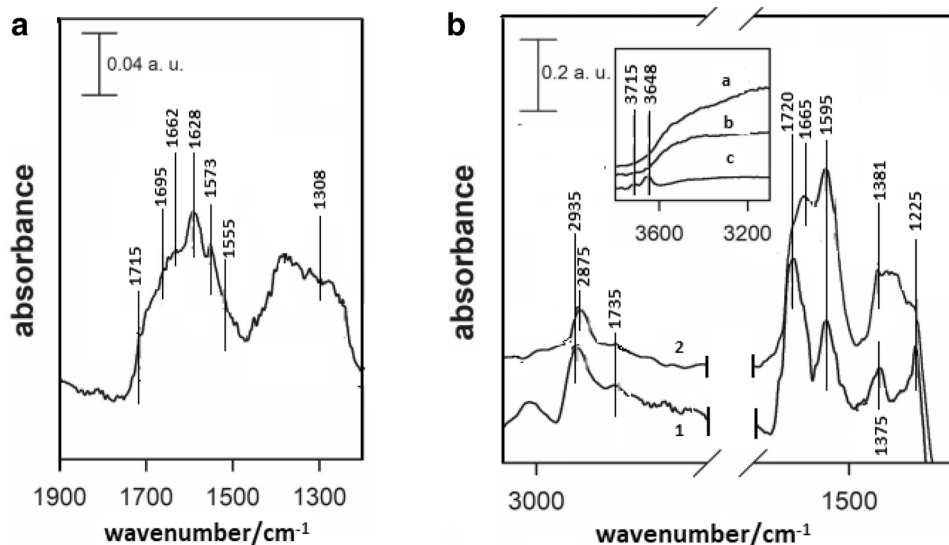 a
0.04 a. u.
absorbance
1715
1695
1662
1628
1573
1555
1308
1900
1700
1500
1300
wavenumber/cm-1
b
0.2 a. u.
absorbance
3715
3648
a
b
c
3600
3200
2935
2875
1735
2
1
1720
1665
1595
1381
1375
1225
3000
1500
wavenumber/cm-1